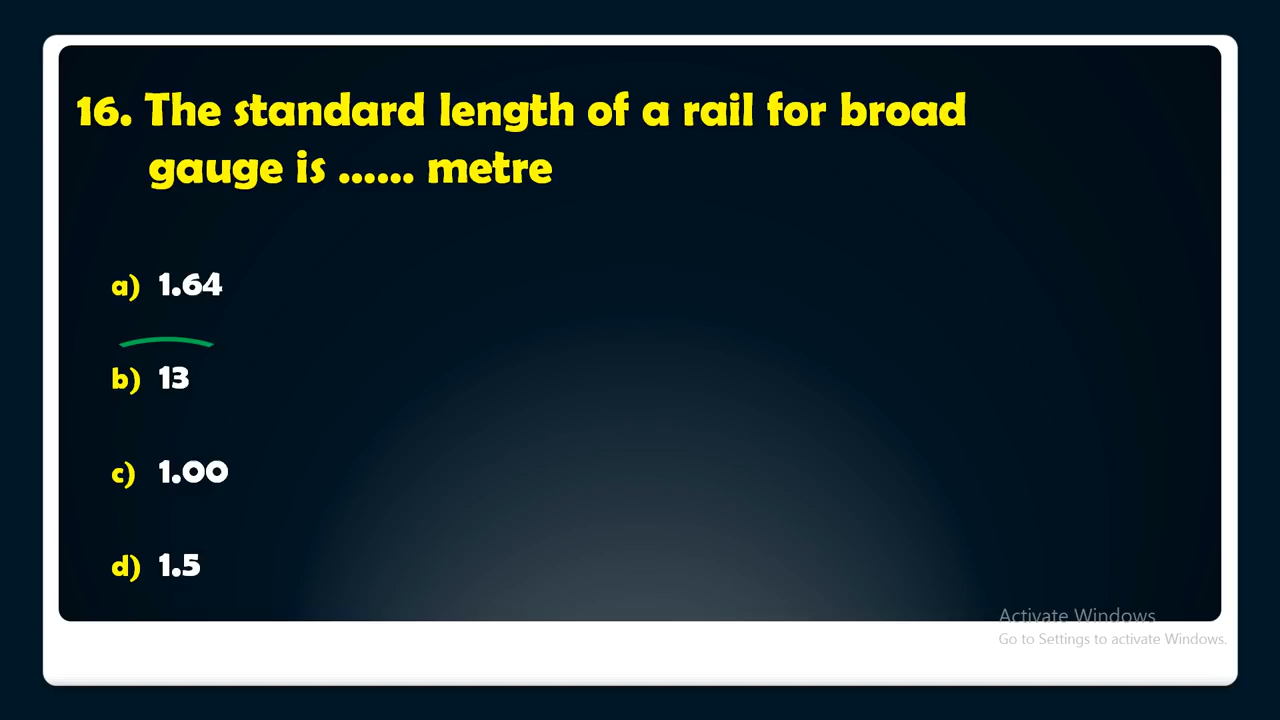 16. The standard length of a rail for broad
gauge is ...... metre
a) 1.64
b) 13
c) 1.00
d) 1.5
Activate Windows
Go to Settings to activate Windows.